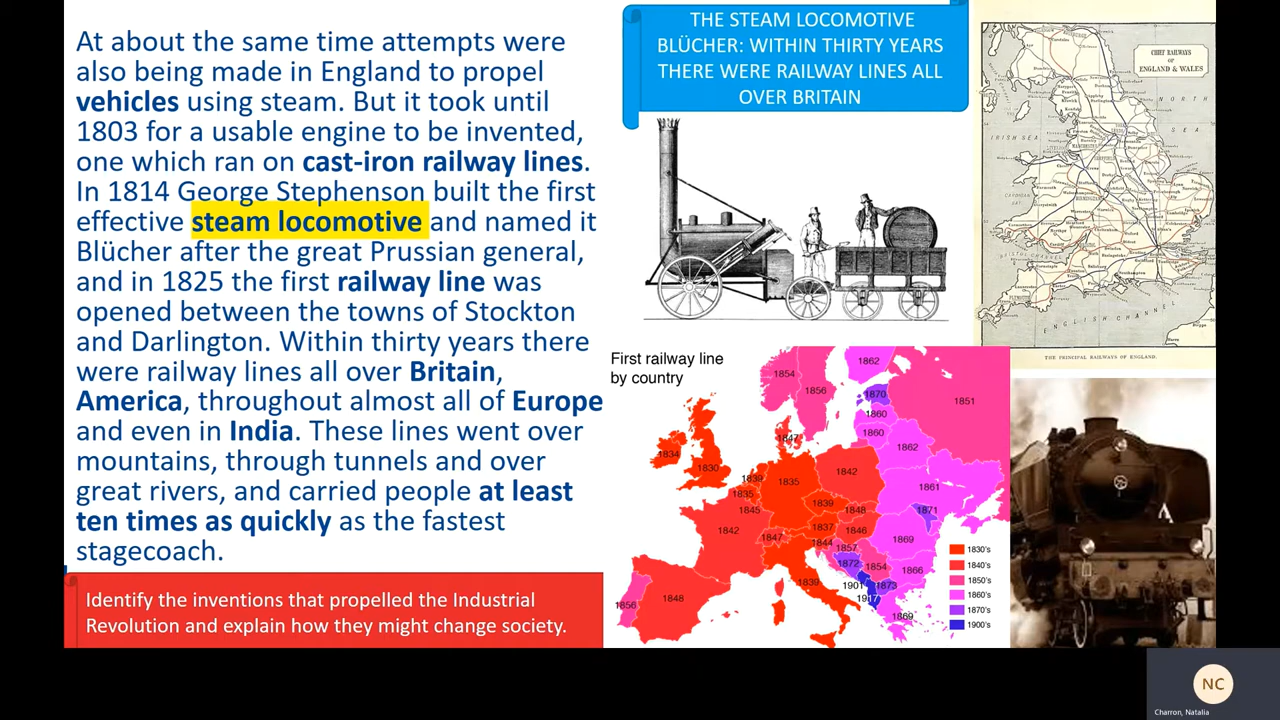 At about the same time attempts were
also being made in England to propel
vehicles using steam. But it took until
1803 for a usable engine to be invented,
one which ran on cast-iron railway lines.
In 1814 George Stephenson built the first
effective steam locomotive and named it
Blücher after the great Prussian general,
and in 1825 the first railway line was
opened between the towns of Stockton
and Darlington. Within thirty years there
were railway lines all over Britain,
America, throughout almost all of Europe
and even in India. These lines went over
mountains, through tunnels and over
great rivers, and carried people at least
ten times as quickly as the fastest
stagecoach.
Identify the inventions that propelled the Industrial
Revolution and explain how they might change society.
THE STEAM LOCOMOTIVE
BLÜCHER: WITHIN THIRTY YEARS
THERE WERE RAILWAY LINES ALL
OVER BRITAIN
CHIEF RAILWAYS
OF
ENGLAND & WALES
NORTH
SEA
IRISH SEA
ENGLISH CHANNEL
THE PRINCIPAL RAILWAYS OF ENGLAND.
First railway line
by country
1862
1854
1856
1870
1851
1860
1860
1847
1862
1834
1830
1839
1835
1842
1861
1835
1845
1839
1848
1871
1842
1837
1846
1847
1844
1857
1869
1872
1854
1866
1839
1901
1873
1848
1856
1917
1869
1830's
1840's
1850's
1860's
1870's
1900's
A
NC
Charron, Natalia